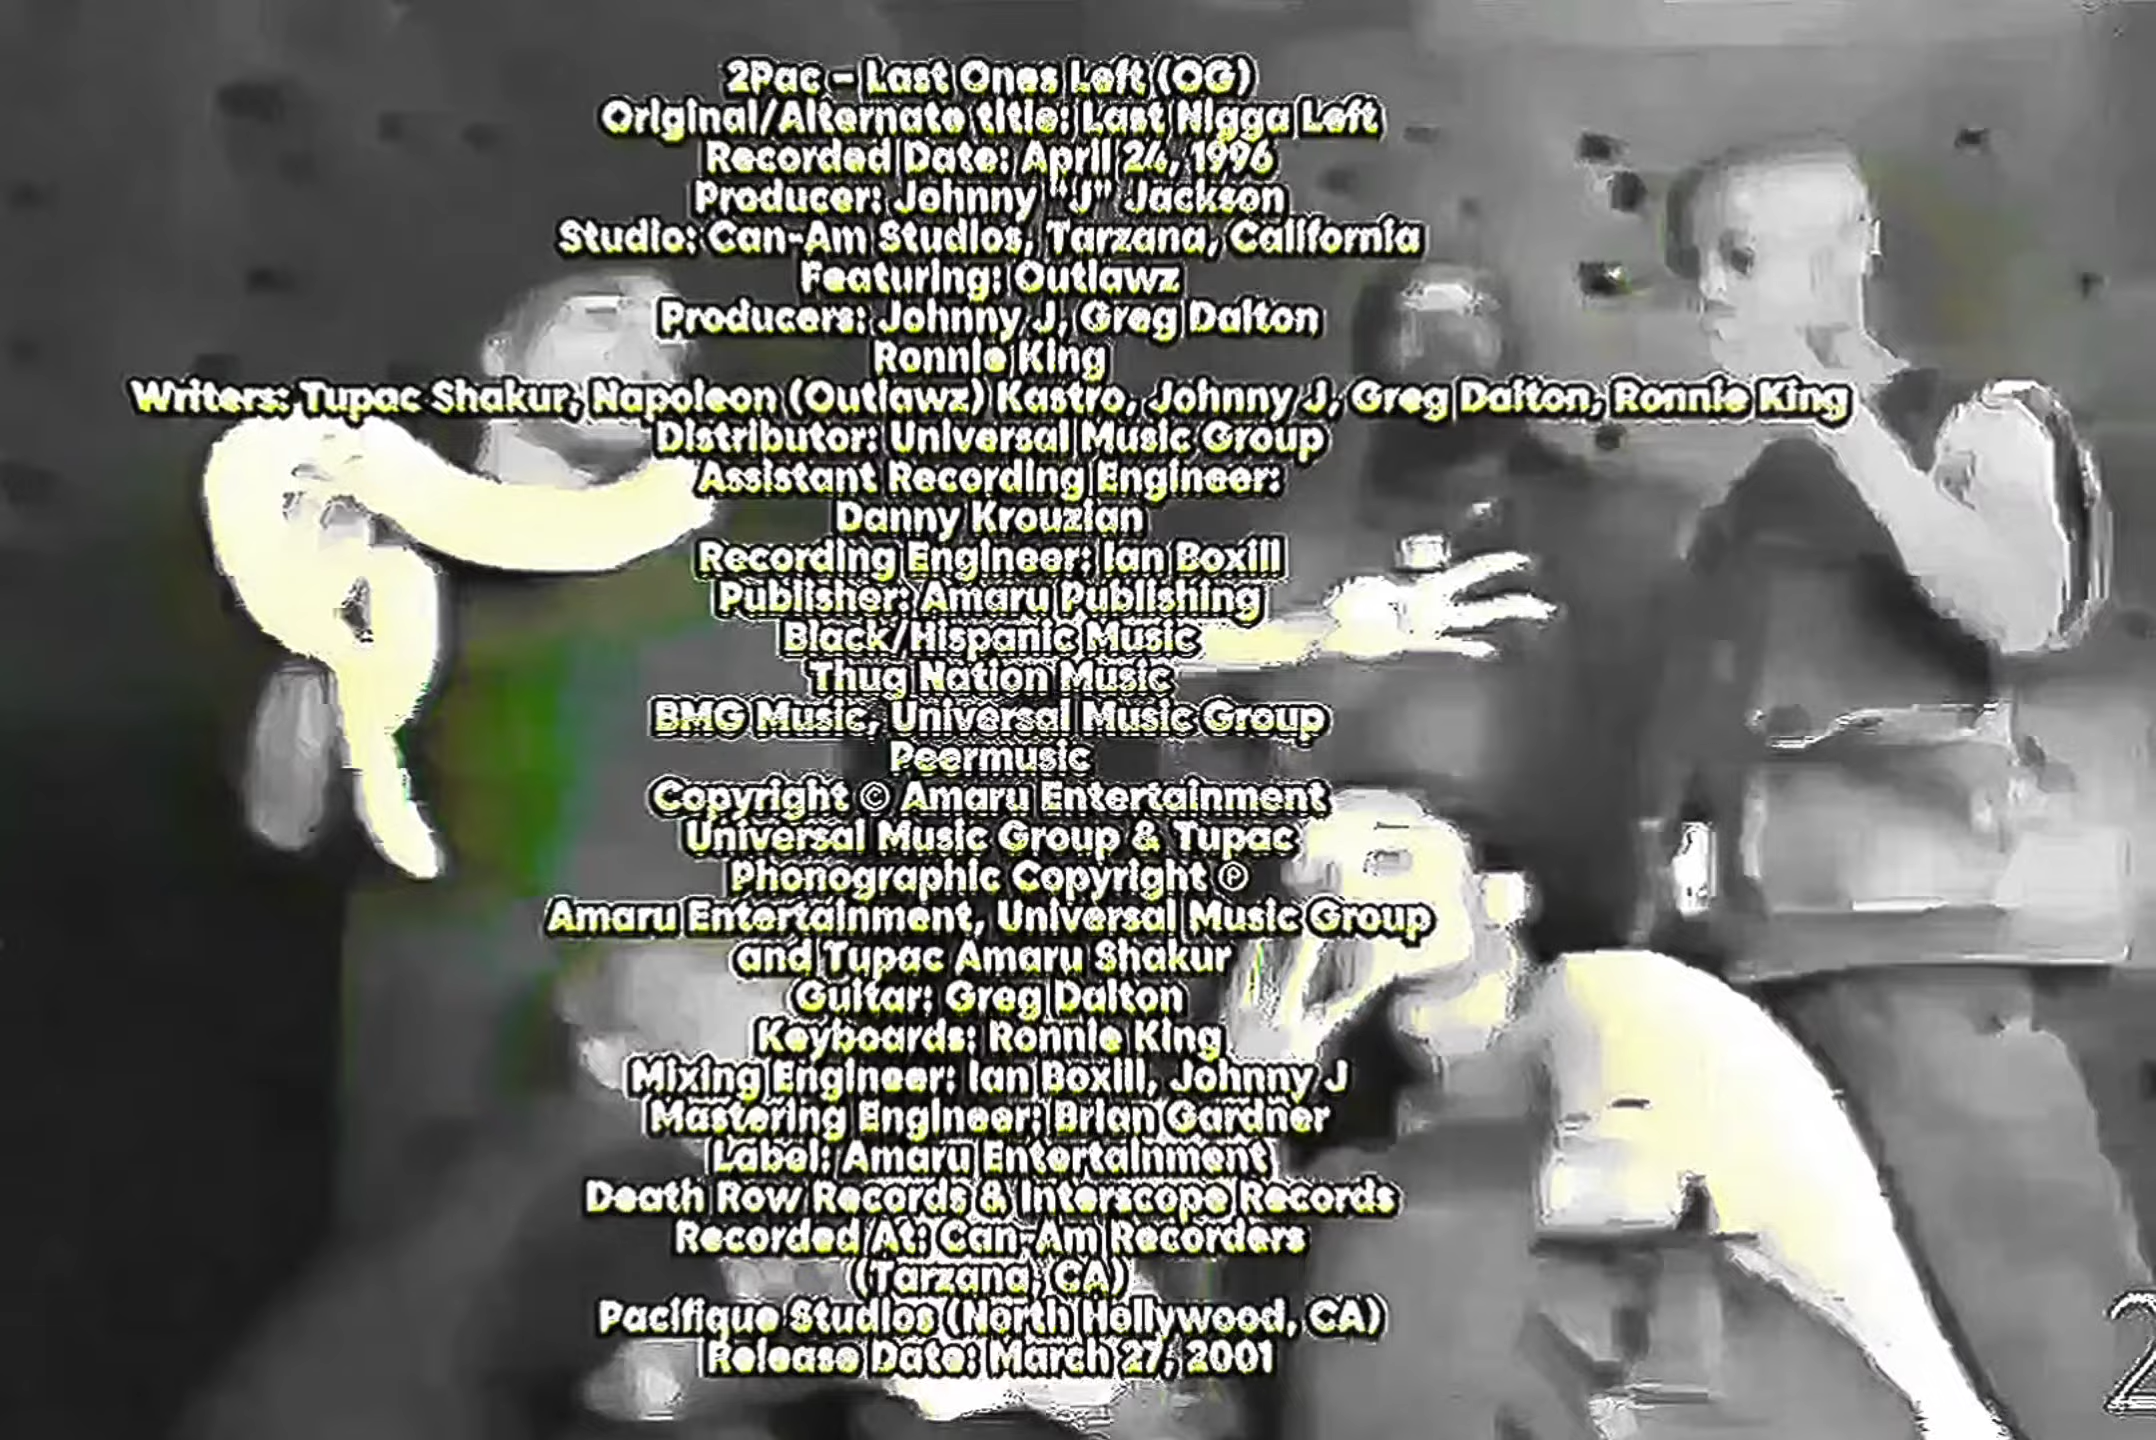 2Pac - Last Ones Left (OG)
Original/Alternate title: Last Nigga Left
Recorded Date: April 24, 1996
Producer: Johnny "J" Jackson
Studio: Can-Am Studios, Tarzana, California
Featuring: Outlawz
Producers: Johnny J, Greg Dalton
Ronnie King
Writers: Tupac Shakur, Napoleon (Outlawz) Kastro, Johnny J, Greg Dalton, Ronnie King
Distributor: Universal Music Group
Assistant Recording Engineer:
Danny Krouzian
Recording Engineer: Ian Boxill
Publisher: Amaru Publishing
Black/Hispanic Music
Thug Nation Music
BMG Music, Universal Music Group
Peermusic
Copyright © Amaru Entertainment
Universal Music Group & Tupac
Phonographic Copyright ℗
Amaru Entertainment, Universal Music Group
and Tupac Amaru Shakur
Guitar: Greg Dalton
Keyboards: Ronnie King
Mixing Engineer: Ian Boxill, Johnny J
Mastering Engineer: Brian Gardner
Label: Amaru Entertainment
Death Row Records & Interscope Records
Recorded At: Can-Am Recorders
(Tarzana, CA)
Pacifique Studios (North Hollywood, CA)
Release Date: March 27, 2001
2